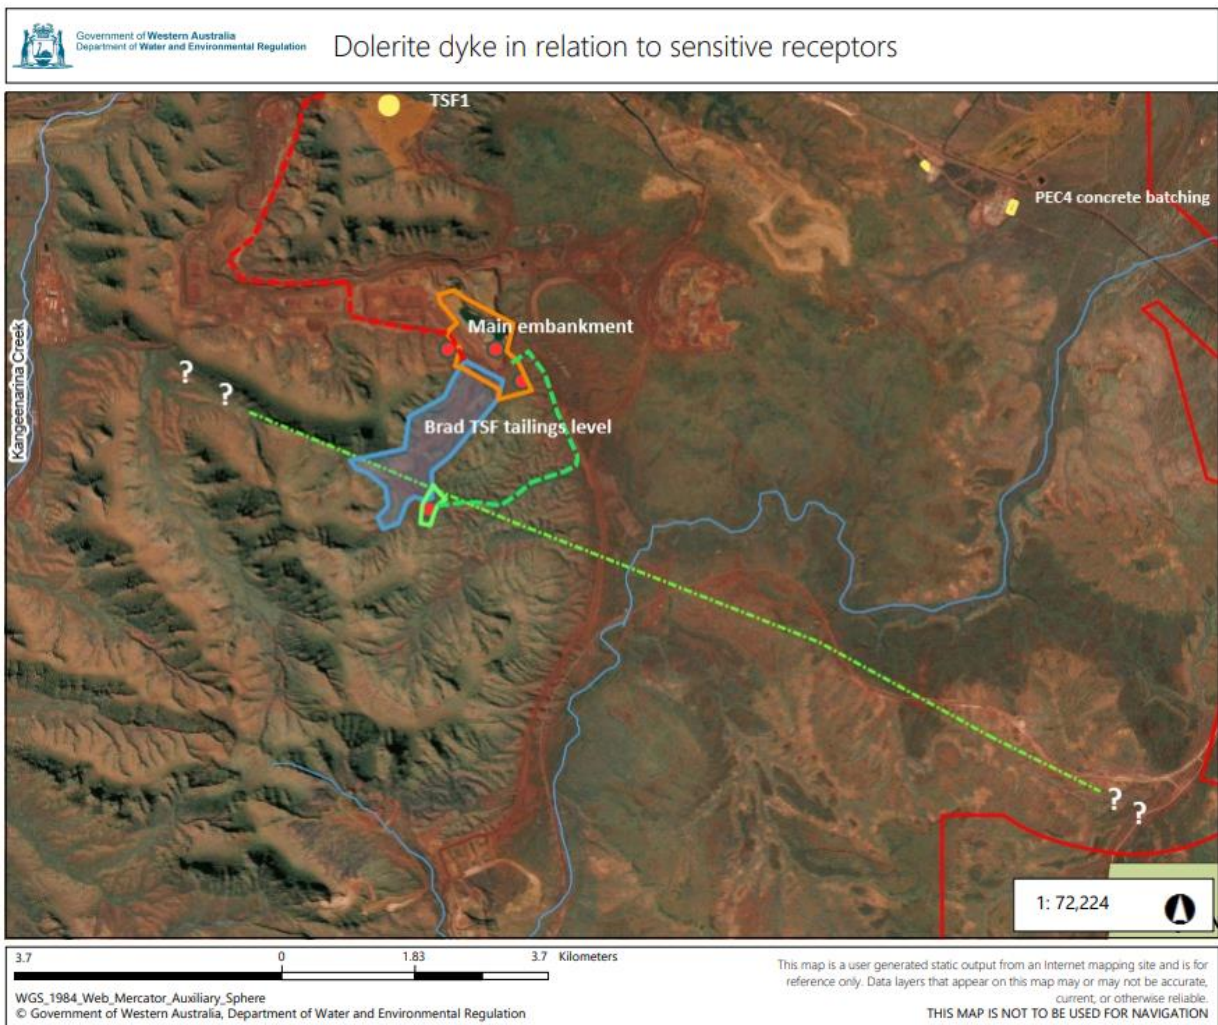 Government of Western Australia
Department of Water and Environmental Regulation
Dolerite dyke in relation to sensitive receptors
TSF1
PEC4 concrete batching
Main embankment
Kangeenarina Creek
?
?
Brad TSF tailings level
?
?
1: 72,224
3.7 0 1.83 3.7 Kilometers
WGS_1984_Web_Mercator_Auxiliary_Sphere
© Government of Western Australia, Department of Water and Environmental Regulation
This map is a user generated static output from an Internet mapping site and is for
reference only. Data layers that appear on this map may or may not be accurate,
current, or otherwise reliable.
THIS MAP IS NOT TO BE USED FOR NAVIGATION